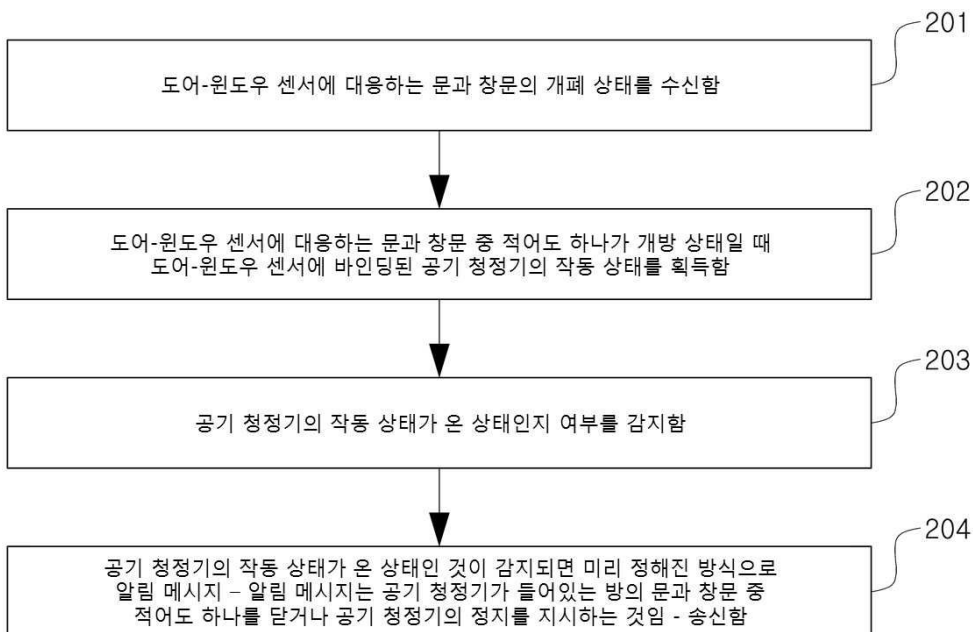 201
도어-윈도우 센서에 대응하는 문과 창문의 개폐 상태를 수신함
202
도어-윈도우 센서에 대응하는 문과 창문 중 적어도 하나가 개방 상태일 때
도어-윈도우 센서에 바인딩된 공기 청정기의 작동 상태를 획득함
203
공기 청정기의 작동 상태가 온 상태인지 여부를 감지함
204
공기 청정기의 작동 상태가 온 상태인 것이 감지되면 미리 정해진 방식으로
알림 메시지 – 알림 메시지는 공기 청정기가 들어있는 방의 문과 창문 중
적어도 하나를 닫거나 공기 청정기의 정지를 지시하는 것임 - 송신함